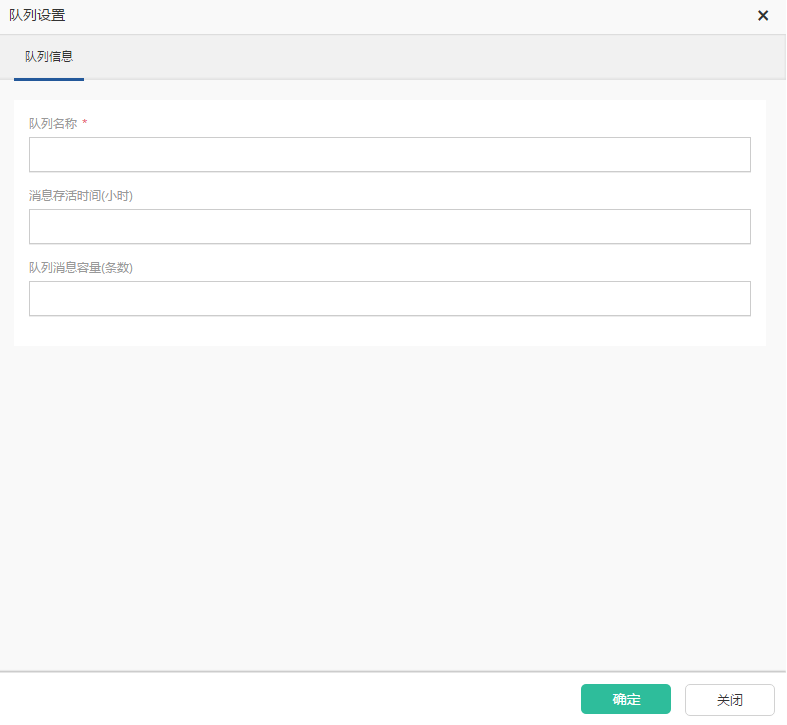 队列设置
队列信息
队列名称 *
消息存活时间(小时)
队列消息容量(条数)
确定 关闭